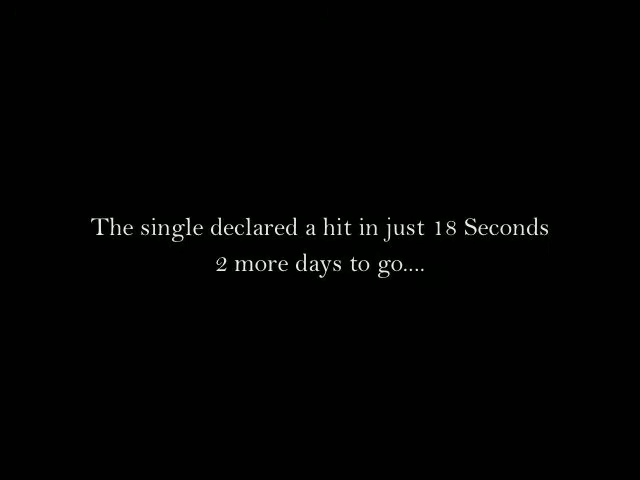 The single declared a hit in just 18 Seconds
2 more days to go....